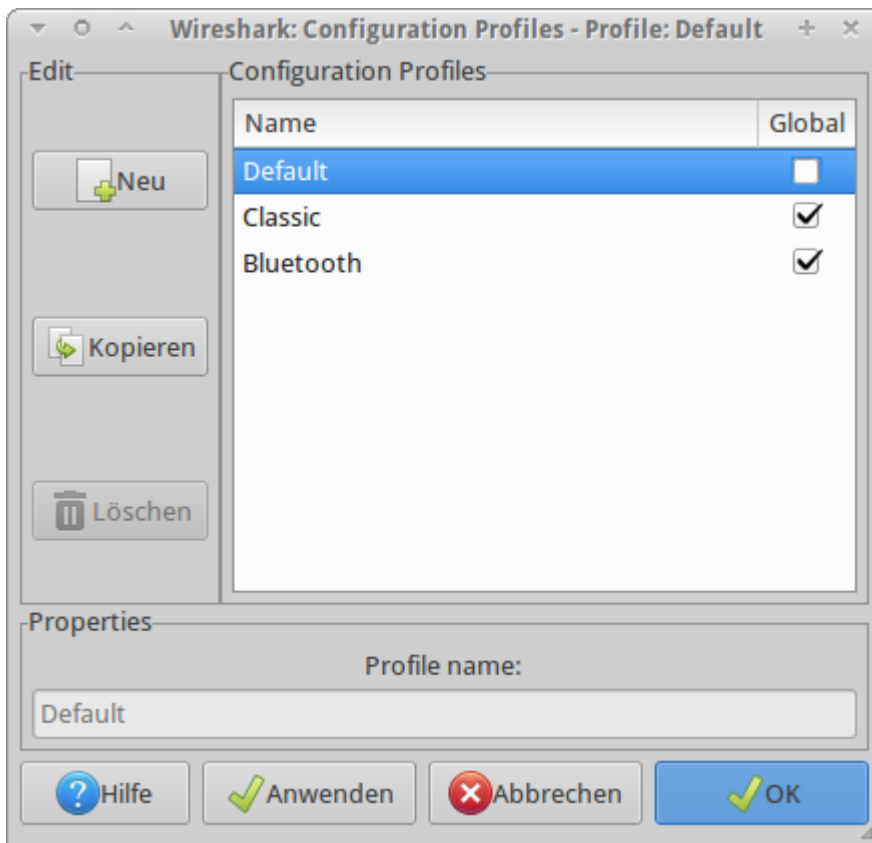 Wireshark: Configuration Profiles - Profile: Default
Edit
Configuration Profiles
Name Global
Neu
Default
Classic
Bluetooth
Kopieren
Löschen
Properties
Profile name:
Default
Hilfe Anwenden Abbrechen OK